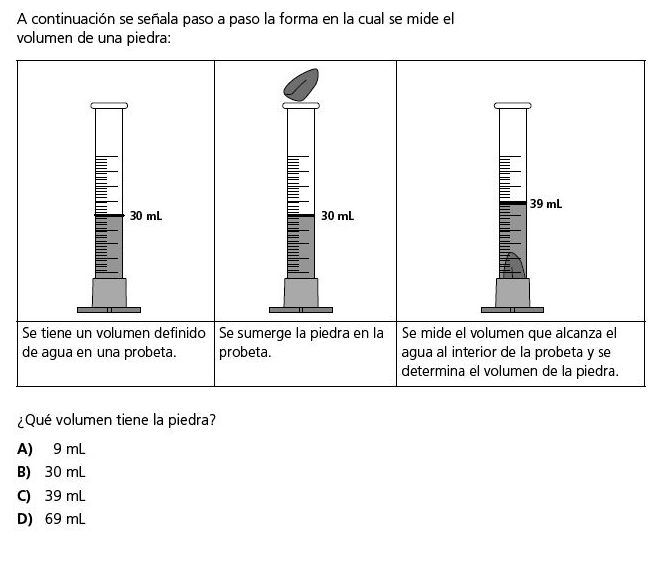 A continuación se señala paso a paso la forma en la cual se mide el
volumen de una piedra:
30 mL
30 mL
39 mL
Se tiene un volumen definido
de agua en una probeta.
Se sumerge la piedra en la
probeta.
Se mide el volumen que alcanza el
agua al interior de la probeta y se
determina el volumen de la piedra.
¿Qué volumen tiene la piedra?
A) 9 mL
B) 30 mL
C) 39 mL
D) 69 mL